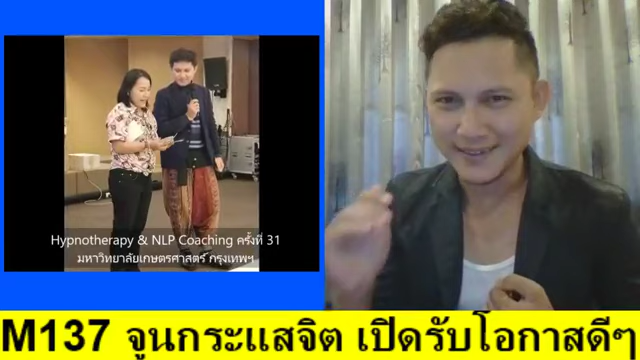 Hypnotherapy & NLP Coaching ครั้งที่ 31
มหาวิทยาลัยเกษตรศาสตร์ กรุงเทพฯ
M137 จูนกระแสจิต เปิดรับโอกาสดีๆ